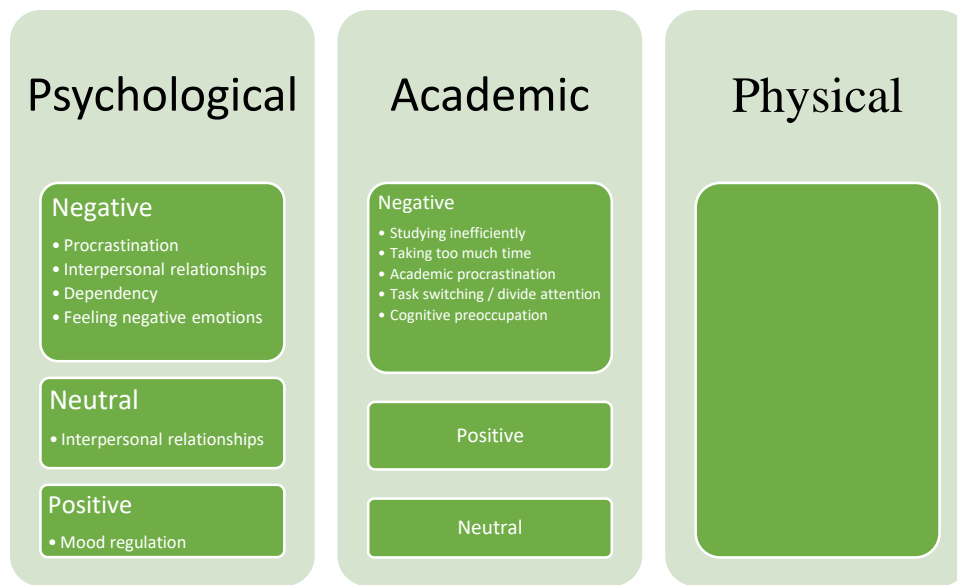 Psychological
Negative
• Procrastination
• Interpersonal relationships
• Dependency
• Feeling negative emotions
Neutral
• Interpersonal relationships
Positive
• Mood regulation
Academic
Negative
• Studying inefficiently
• Taking too much time
• Academic procrastination
• Task switching / divide attention
• Cognitive preoccupation
Positive
Neutral
Physical